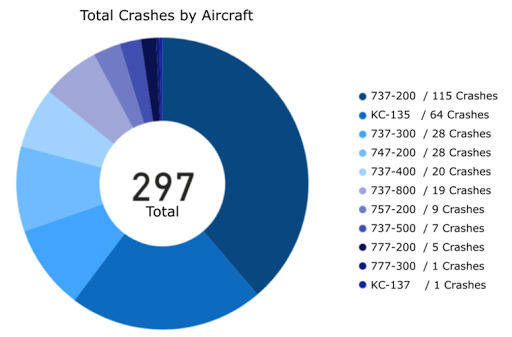 Total Crashes by Aircraft
297
Total
737-200 / 115 Crashes
KC-135 / 64 Crashes
737-300 / 28 Crashes
747-200 / 28 Crashes
737-400 / 20 Crashes
737-800 / 19 Crashes
757-200 / 9 Crashes
737-500 / 7 Crashes
777-200 / 5 Crashes
777-300 / 1 Crashes
KC-137 / 1 Crashes